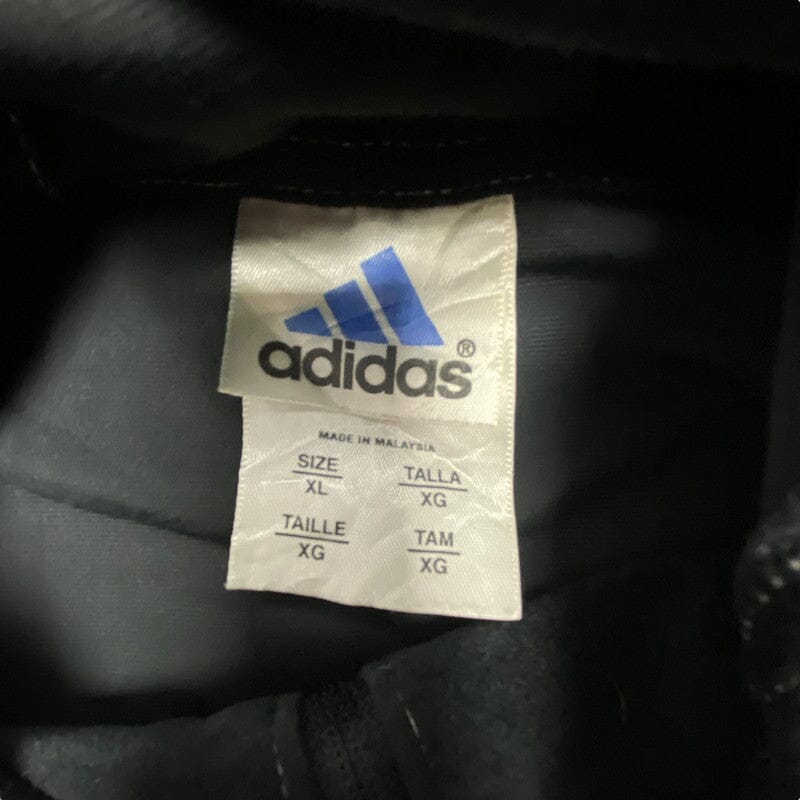 adidas®
MADE IN MALAYSIA
SIZE TALLA
XL XG
TAILLE TAM
XG XG